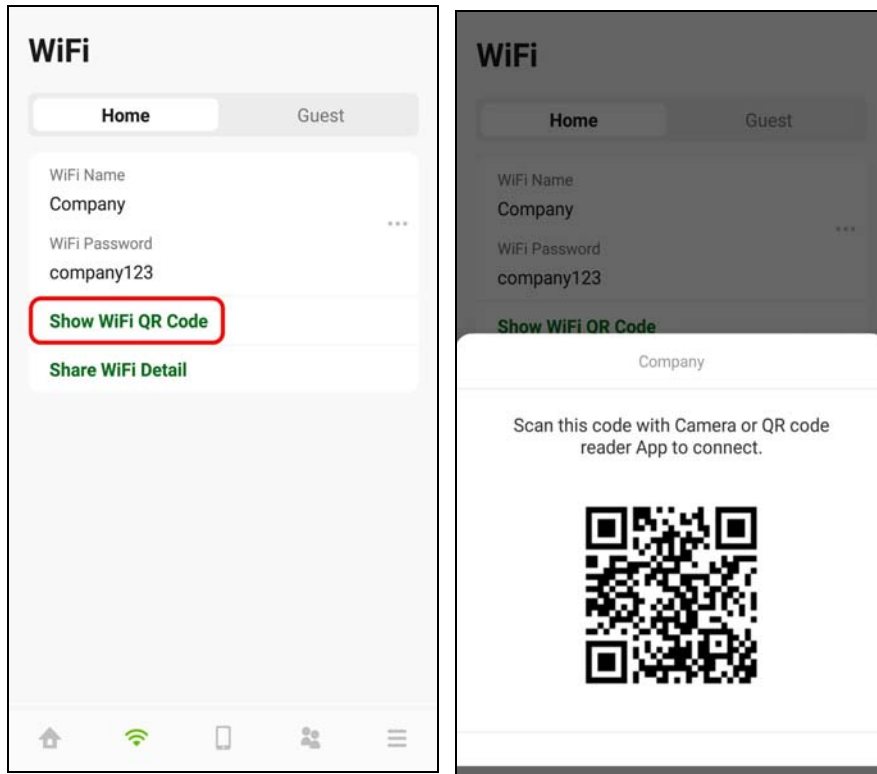 WiFi
Home Guest
WiFi Name
Company
WiFi Password
company123
Show WiFi QR Code
Share WiFi Detail
WiFi
Home Guest
WiFi Name
Company
WiFi Password
company123
Show WiFi QR Code
Company
Scan this code with Camera or QR code
reader App to connect.